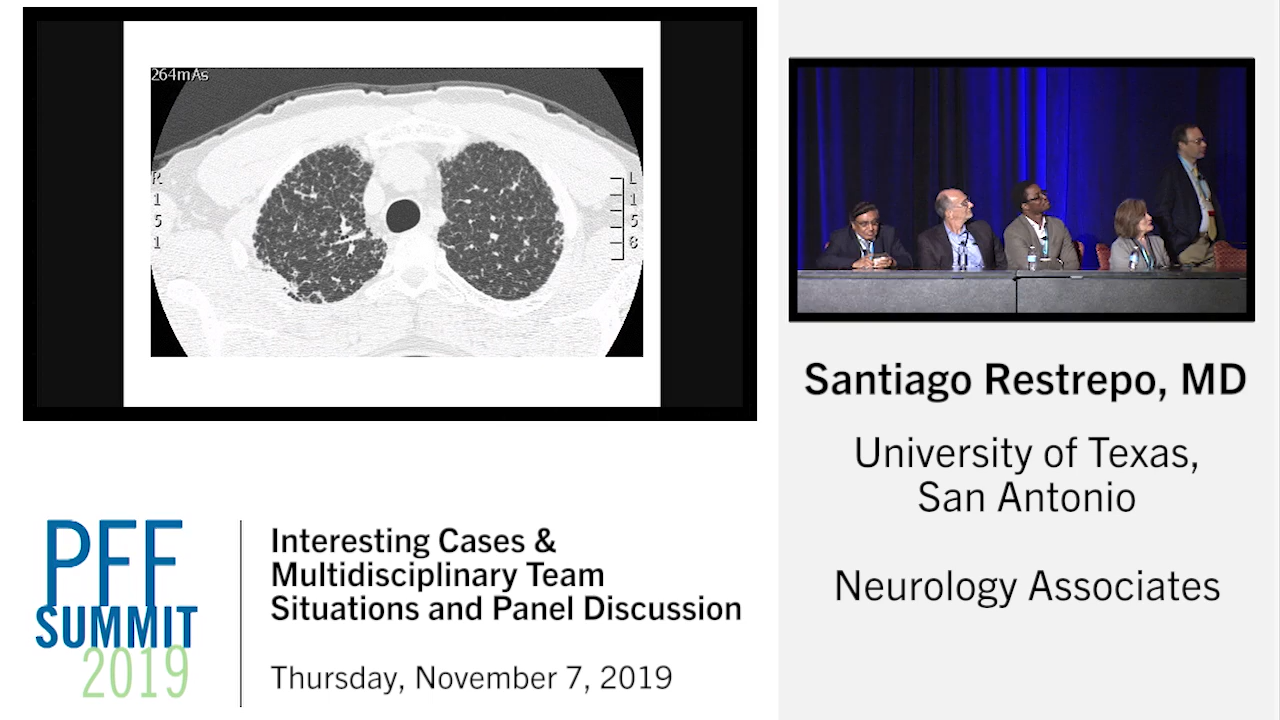 264mAs
R
1
5
1
L
1
5
8
Santiago Restrepo, MD
University of Texas,
San Antonio
Neurology Associates
PFF
SUMMIT
2019
Interesting Cases &
Multidisciplinary Team
Situations and Panel Discussion
Thursday, November 7, 2019